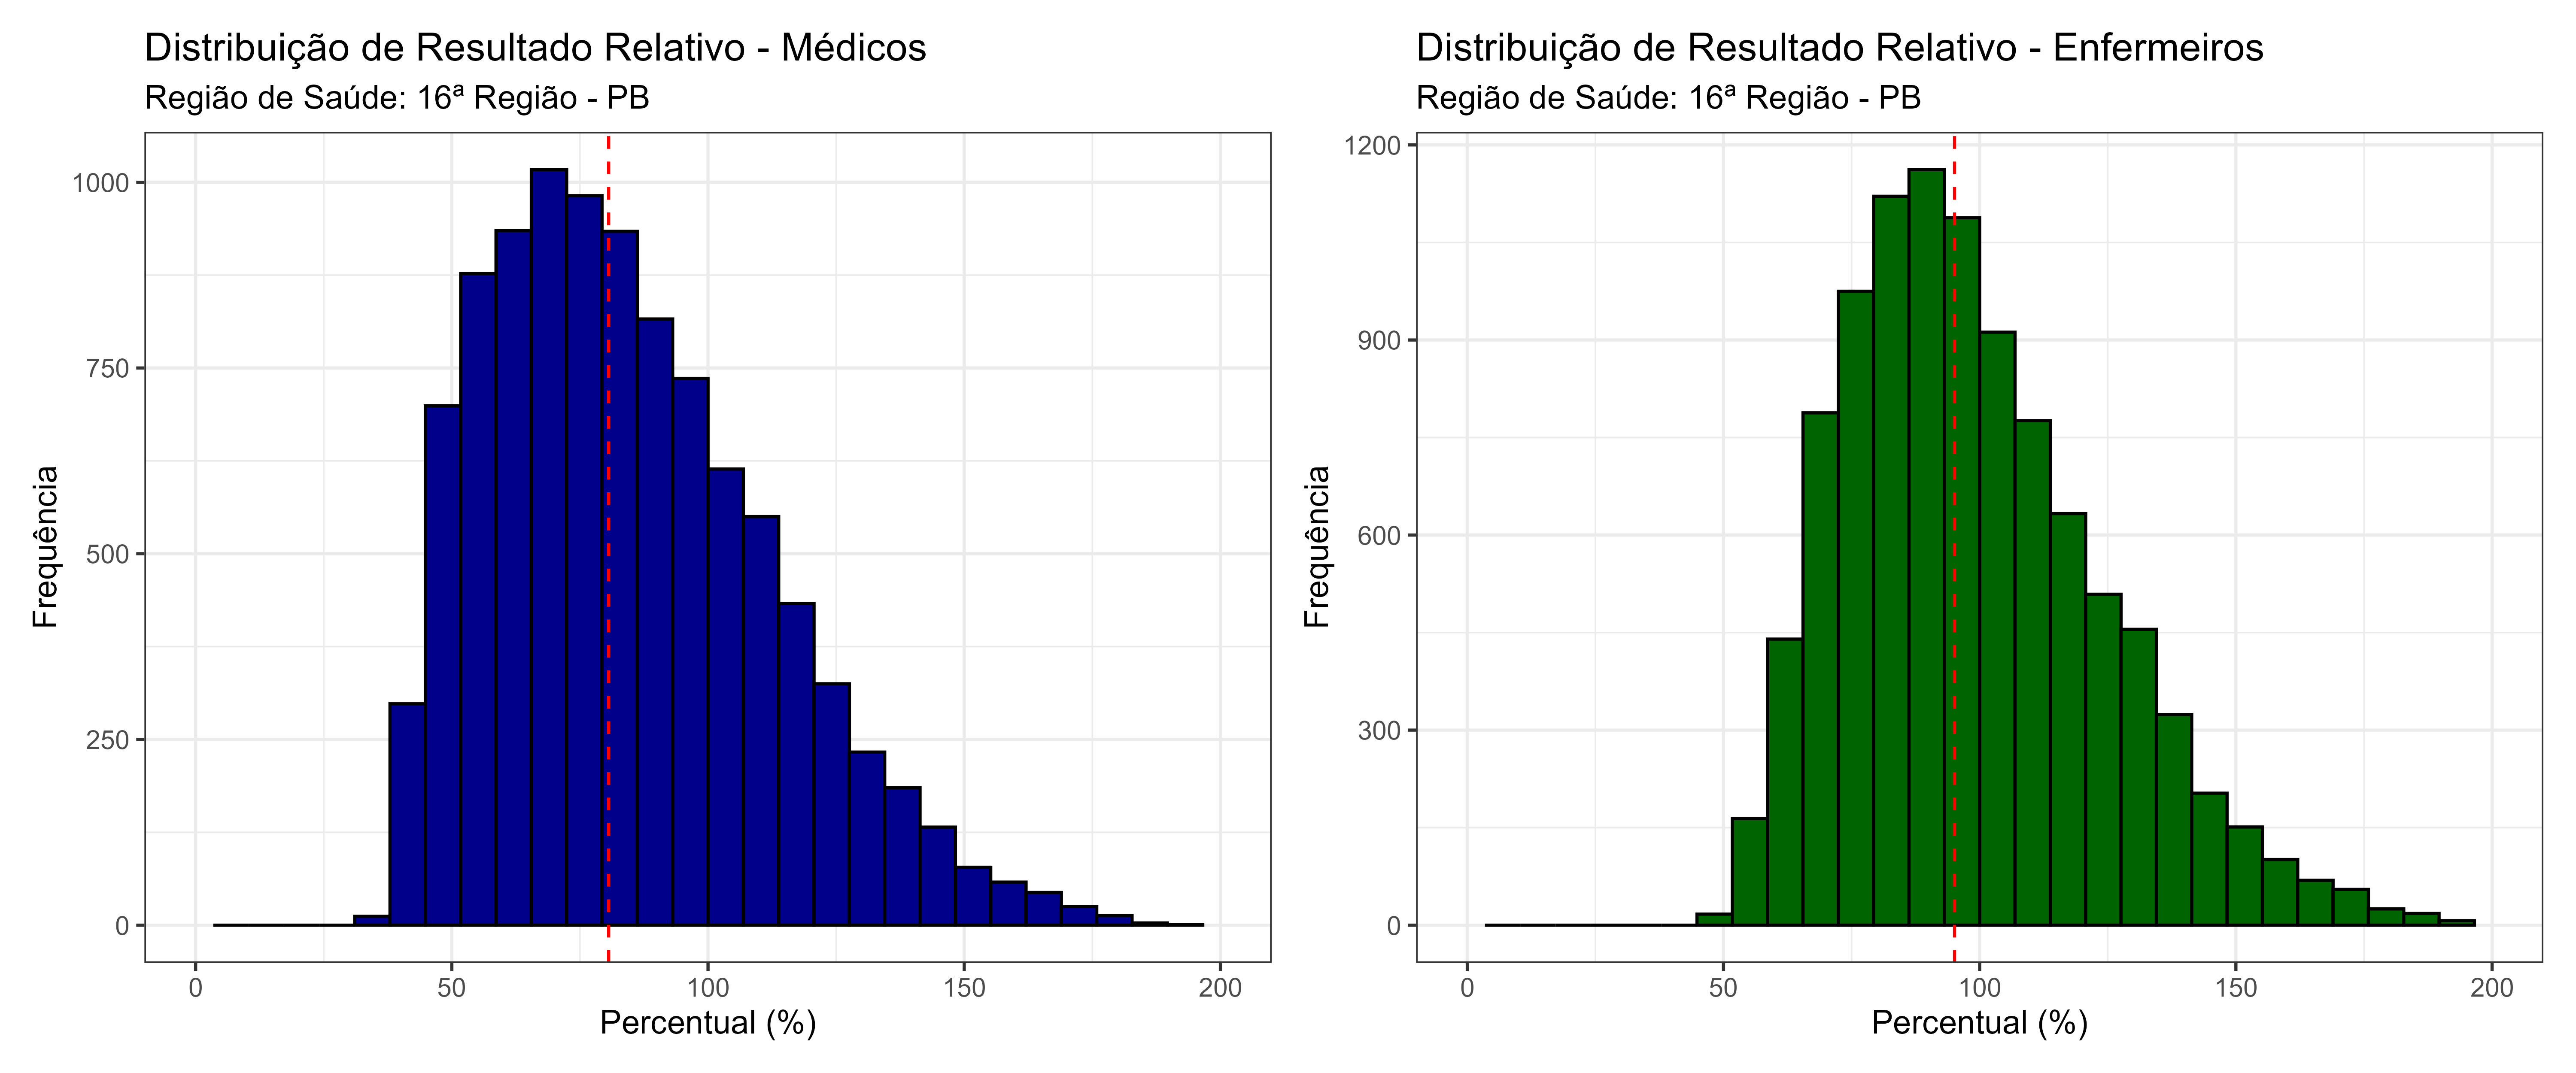 Distribuição de Resultado Relativo - Médicos
Região de Saúde: 16ª Região - PB
1000
750
500
250
0
Frequência
0 50 100 150 200
Percentual (%)
Distribuição de Resultado Relativo - Enfermeiros
Região de Saúde: 16ª Região - PB
1200
900
600
300
0
Frequência
0 50 100 150 200
Percentual (%)